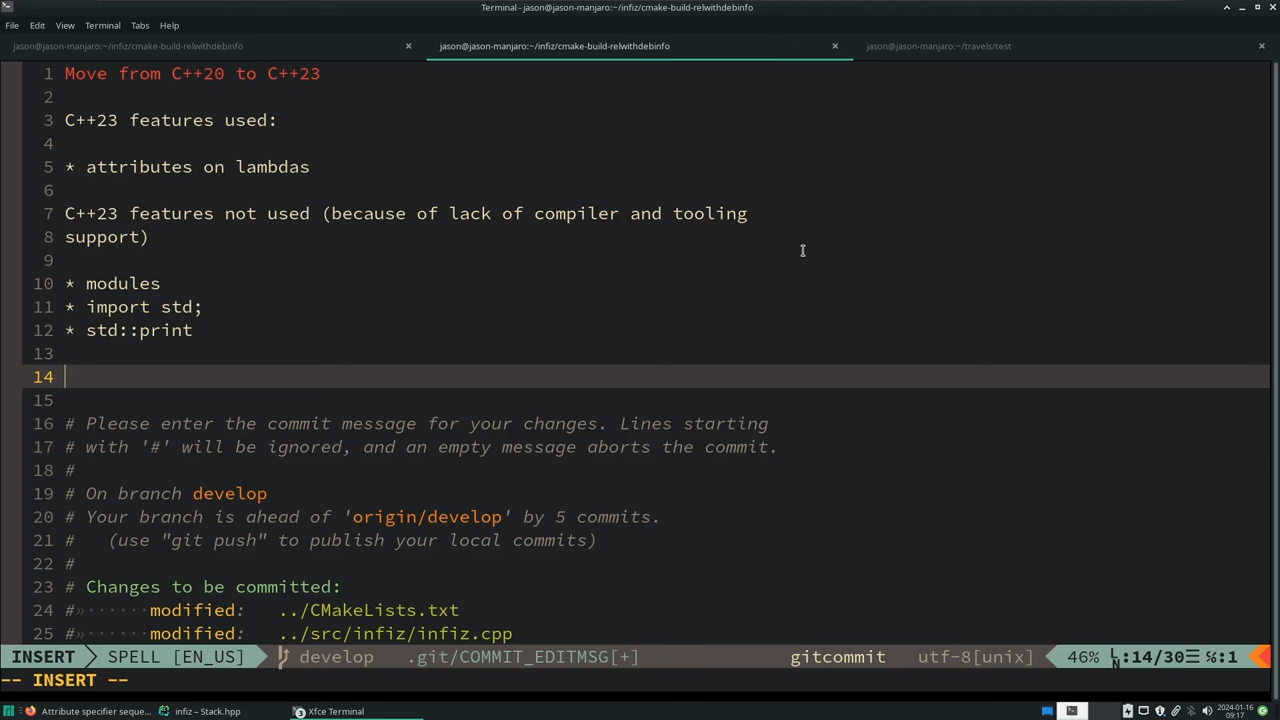 Terminal - jason@jason-manjaro:~/infiz/cmake-build-relwithdebinfo
File Edit View Terminal Tabs Help
jason@jason-manjaro:~/infiz/cmake-build-relwithdebinfo × jason@jason-manjaro:~/infiz/cmake-build-relwithdebinfo × jason@jason-manjaro:~/travels/test ×
1 Move from C++20 to C++23
2
3 C++23 features used:
4
5 * attributes on lambdas
6
7 C++23 features not used (because of lack of compiler and tooling
8 support)
9
10 * modules
11 * import std;
12 * std::print
13
14
15
16 # Please enter the commit message for your changes. Lines starting
17 # with '#' will be ignored, and an empty message aborts the commit.
18 #
19 # On branch develop
20 # Your branch is ahead of 'origin/develop' by 5 commits.
21 #   (use "git push" to publish your local commits)
22 #
23 # Changes to be committed:
24 #»······modified:   ../CMakeLists.txt
25 #»······modified:   ../src/infiz/infiz.cpp
INSERT SPELL [EN_US] develop .git/COMMIT_EDITMSG[+] gitcommit utf-8[unix] 46% LN:14/30☰ %:1
-- INSERT --
Attribute specifier seque... infiz – Stack.hpp 3 Xfce Terminal 2024-01-16
09:17